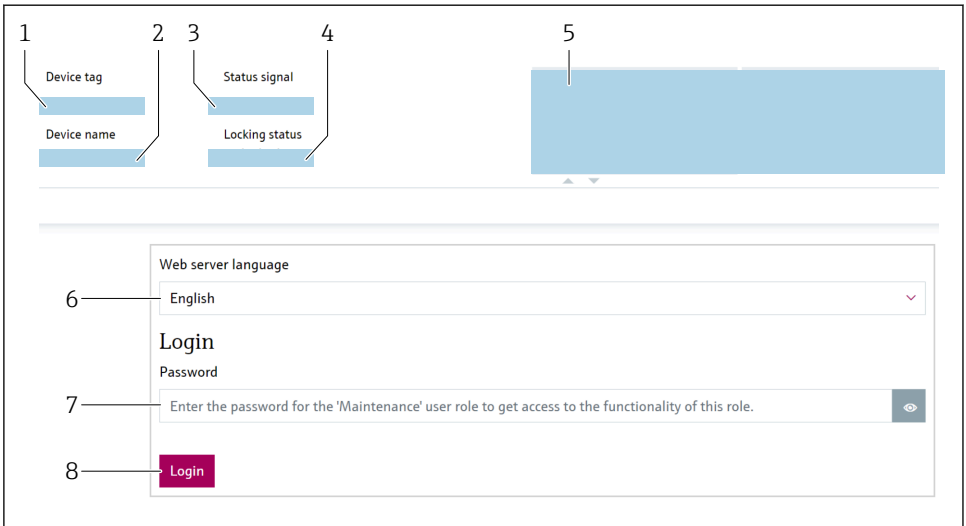 1 2 3 4 5
Device tag Status signal
Device name Locking status
Web server language
6 English
Login
Password
7 Enter the password for the 'Maintenance' user role to get access to the functionality of this role.
8 Login